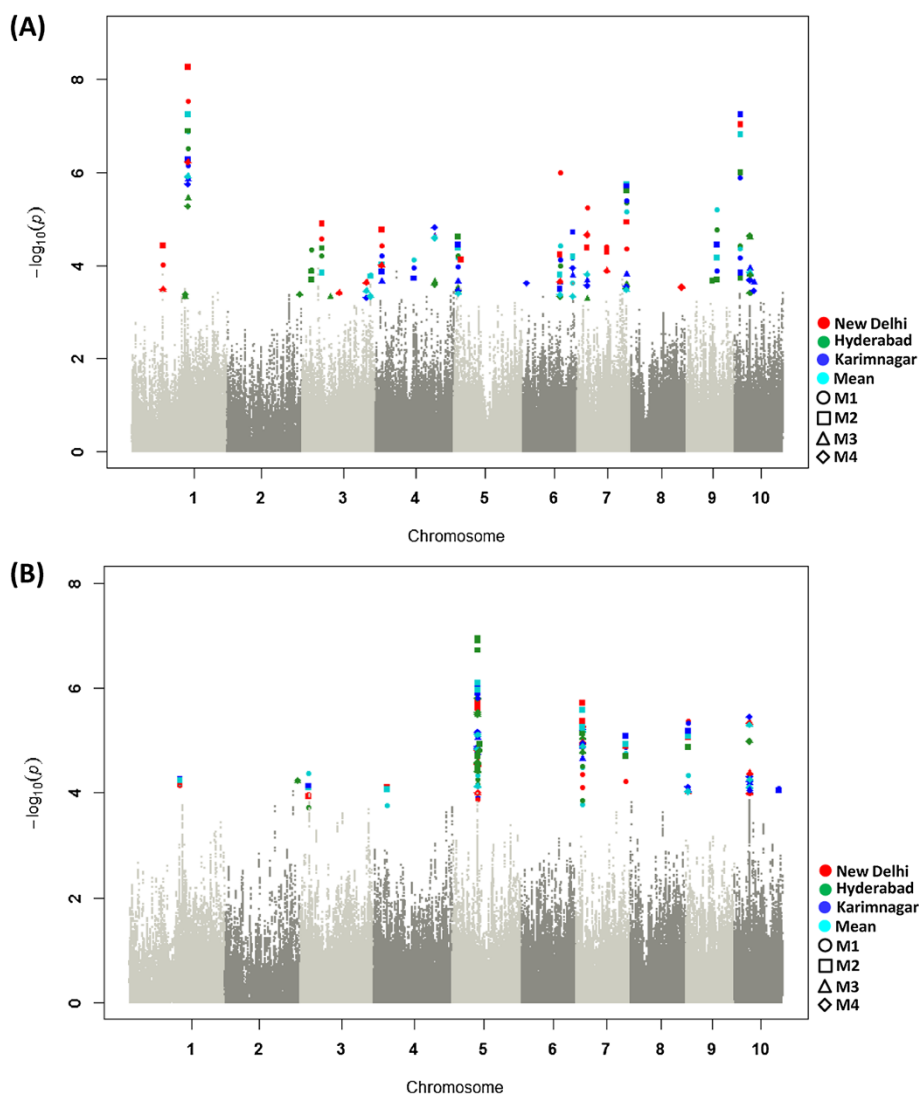 (A)
8
6
4
2
0
−log10(p)
1 2 3 4 5 6 7 8 9 10
Chromosome
New Delhi
Hyderabad
Karimnagar
Mean
M1
M2
M3
M4
(B)
8
6
4
2
0
−log10(p)
1 2 3 4 5 6 7 8 9 10
Chromosome
New Delhi
Hyderabad
Karimnagar
Mean
M1
M2
M3
M4